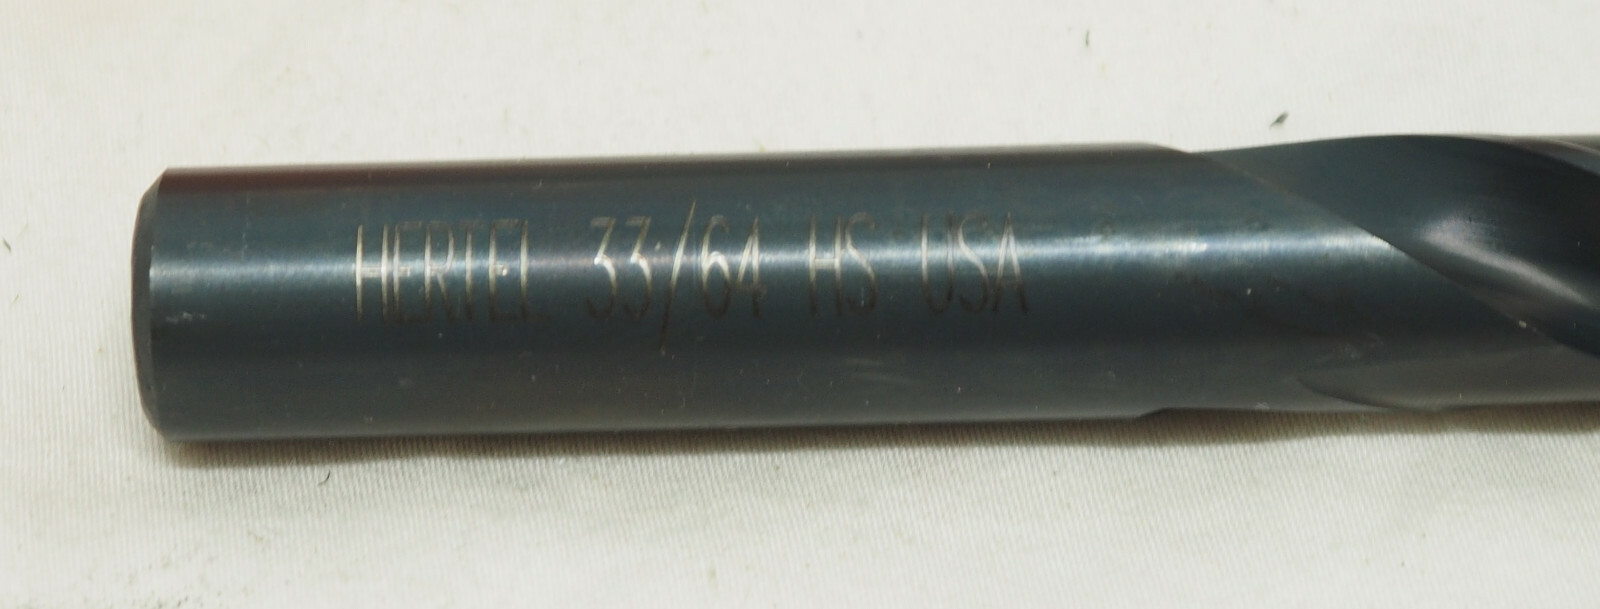 HERTEL 33/64 HS USA